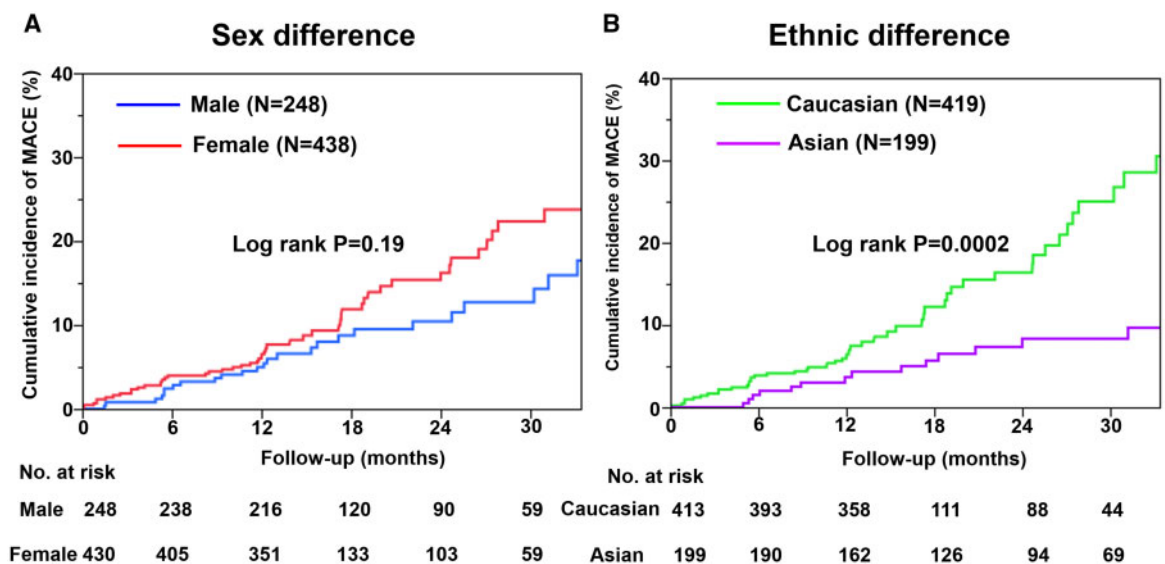 A
Sex difference
Cumulative incidence of MACE (%)
40
30
20
10
0
Male (N=248)
Female (N=438)
Log rank P=0.19
0 6 12 18 24 30
Follow-up (months)
No. at risk
Male 248 238 216 120 90 59
Female 430 405 351 133 103 59
B
Ethnic difference
Cumulative incidence of MACE (%)
40
30
20
10
0
Caucasian (N=419)
Asian (N=199)
Log rank P=0.0002
0 6 12 18 24 30
Follow-up (months)
No. at risk
Caucasian 413 393 358 111 88 44
Asian 199 190 162 126 94 69